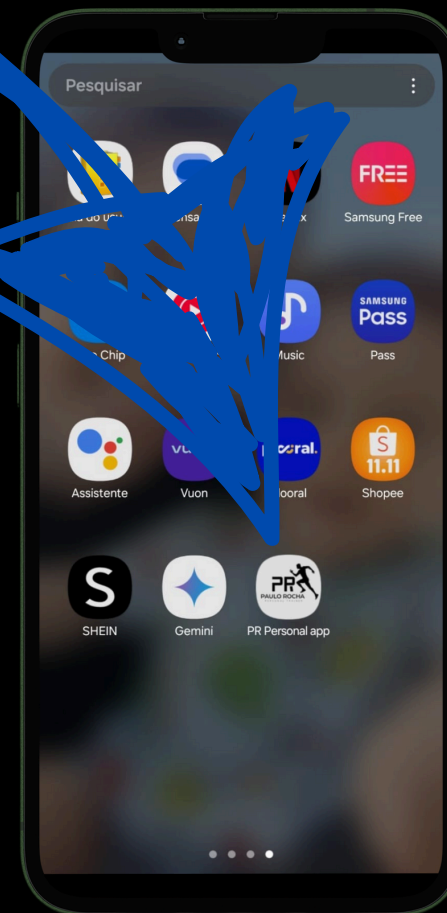 Pesquisar
FREE
Samsung Free
SAMSUNG
Pass
Chip
Music
Pass
S
11.11
Assistente
Vuon
Shopee
S
PR
PAULO ROCHA
SHEIN
Gemini
PR Personal app